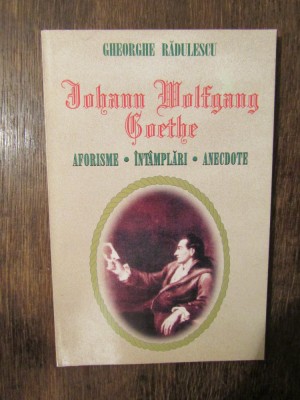 GHEORGHE RĂDULESCU
Johann Wolfgang
Goethe
AFORISME • ÎNTÂMPLĂRI • ANECDOTE